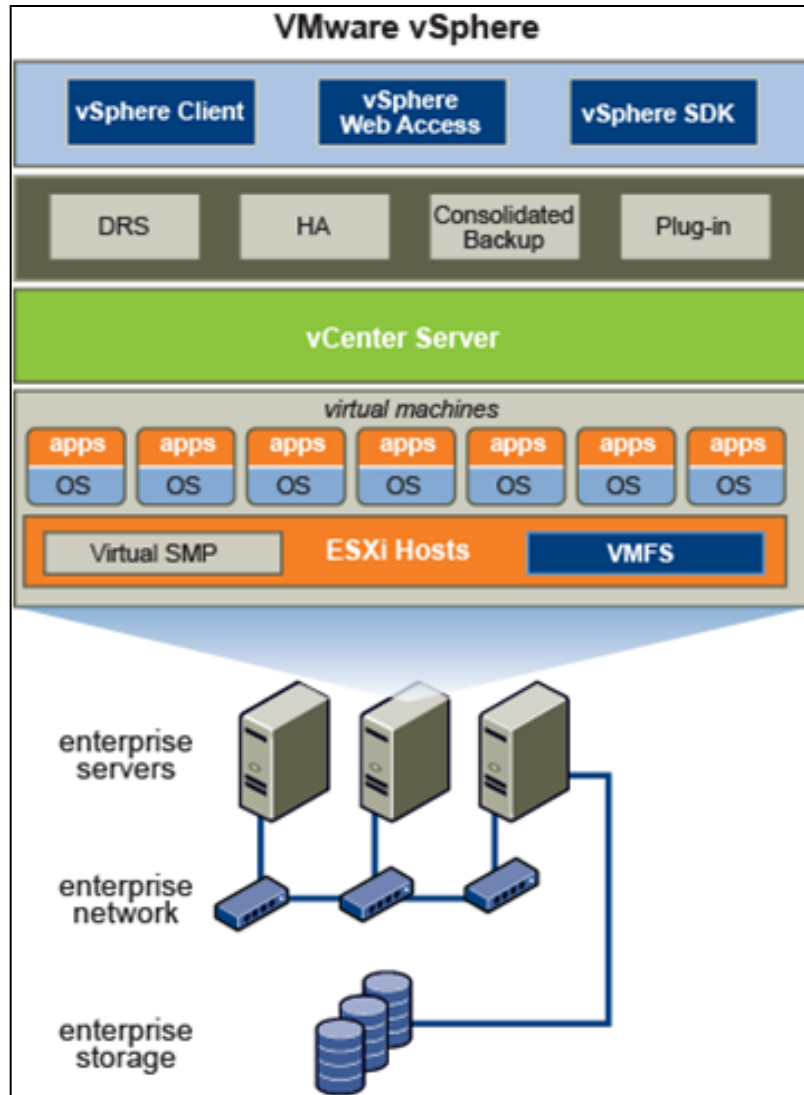 VMware vSphere
vSphere Client
vSphere
Web Access
vSphere SDK
DRS
HA
Consolidated
Backup
Plug-in
vCenter Server
virtual machines
apps apps apps apps apps apps apps
OS OS OS OS OS OS OS
Virtual SMP
ESXi Hosts
VMFS
enterprise
servers
enterprise
network
enterprise
storage